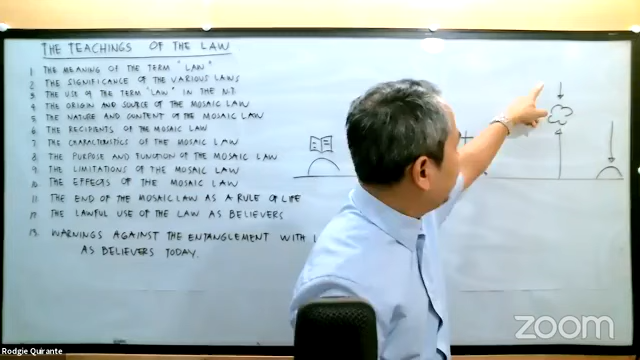 THE TEACHINGS OF THE LAW
1 THE MEANING OF THE TERM "LAW"
2 THE SIGNIFICANCE OF THE VARIOUS LAWS
3 THE USE OF THE TERM "LAW" IN THE N.T
4 THE ORIGIN AND SOURCE OF THE MOSAIC LAW
5 THE NATURE AND CONTENT OF THE MOSAIC LAW
6 THE RECIPIENTS OF THE MOSAIC LAW
7 THE CHARACTERISTICS OF THE MOSAIC LAW
8 THE PURPOSE AND FUNCTION OF THE MOSAIC LAW
9 THE LIMITATIONS OF THE MOSAIC LAW
10 THE EFFECTS OF THE MOSAIC LAW
11 THE END OF THE MOSAIC LAW AS A RULE OF LIFE
12 THE LAWFUL USE OF THE LAW AS BELIEVERS
13. WARNINGS AGAINST THE ENTANGLEMENT WITH
AS BELIEVERS TODAY.
Rodgie Quirante
zoom